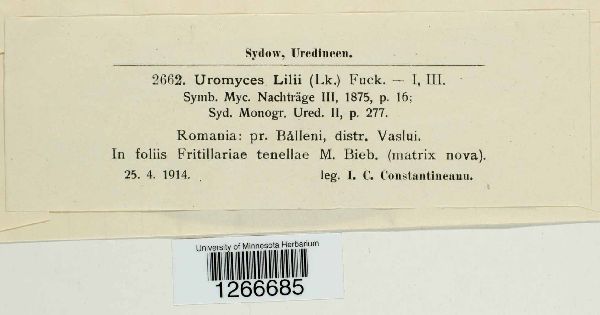 Sydow, Uredineen.
2662. Uromyces Lilii (Lk.) Fuck. — I, III.
Symb. Myc. Nachträge III, 1875, p. 16;
Syd. Monogr. Ured. II, p. 277.
Romania: pr. Bălleni, distr. Vaslui.
In foliis Fritillariae tenellae M. Bieb. (matrix nova).
25. 4. 1914. leg. I. C. Constantineanu.
University of Minnesota Herbarium
1266685